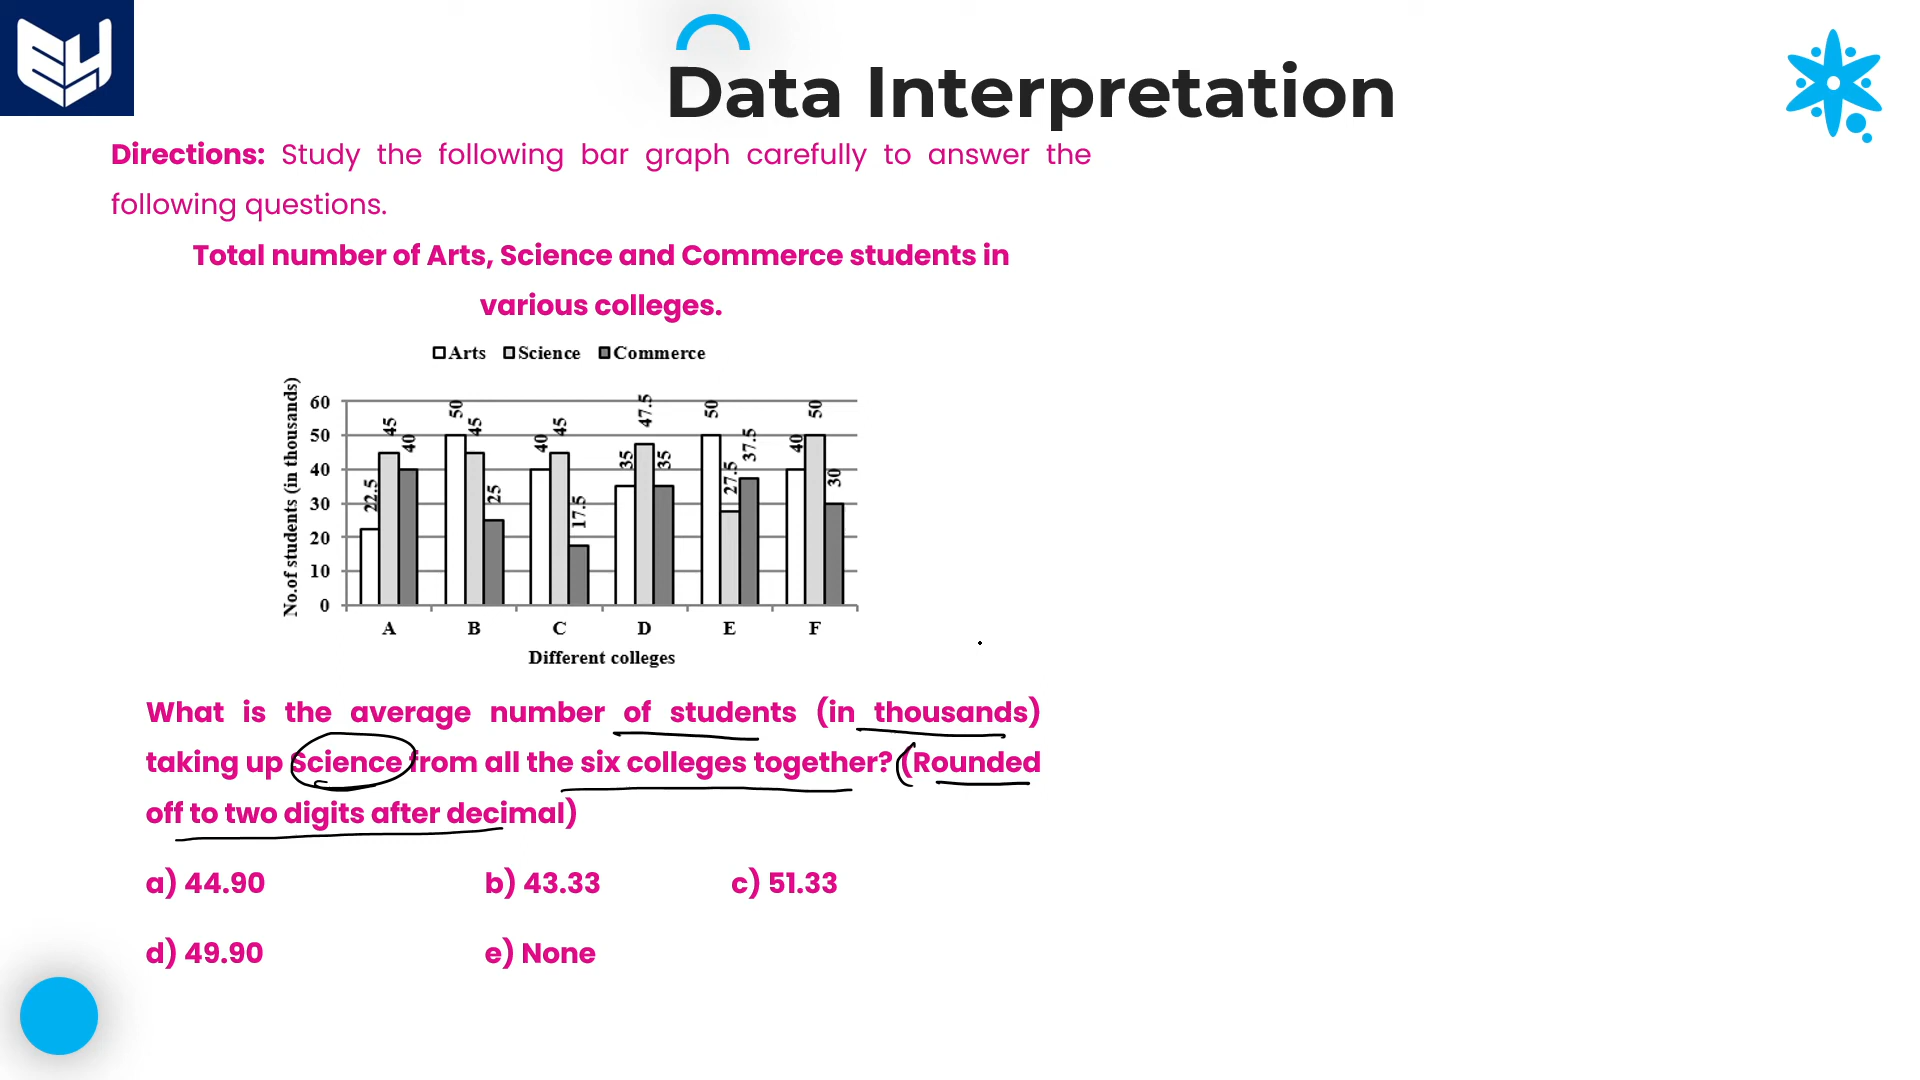 E4
Data Interpretation
Directions: Study the following bar graph carefully to answer the
following questions.
Total number of Arts, Science and Commerce students in
various colleges.
Arts Science Commerce
No.of students (in thousands)
60
50
40
30
20
10
0
22.5 45 40
50 45 25
40 45 17.5
35 47.5 35
50 27.5 37.5
40 50 30
A B C D E F
Different colleges
What is the average number of students (in thousands)
taking up Science from all the six colleges together? (Rounded
off to two digits after decimal)
a) 44.90 b) 43.33 c) 51.33
d) 49.90 e) None